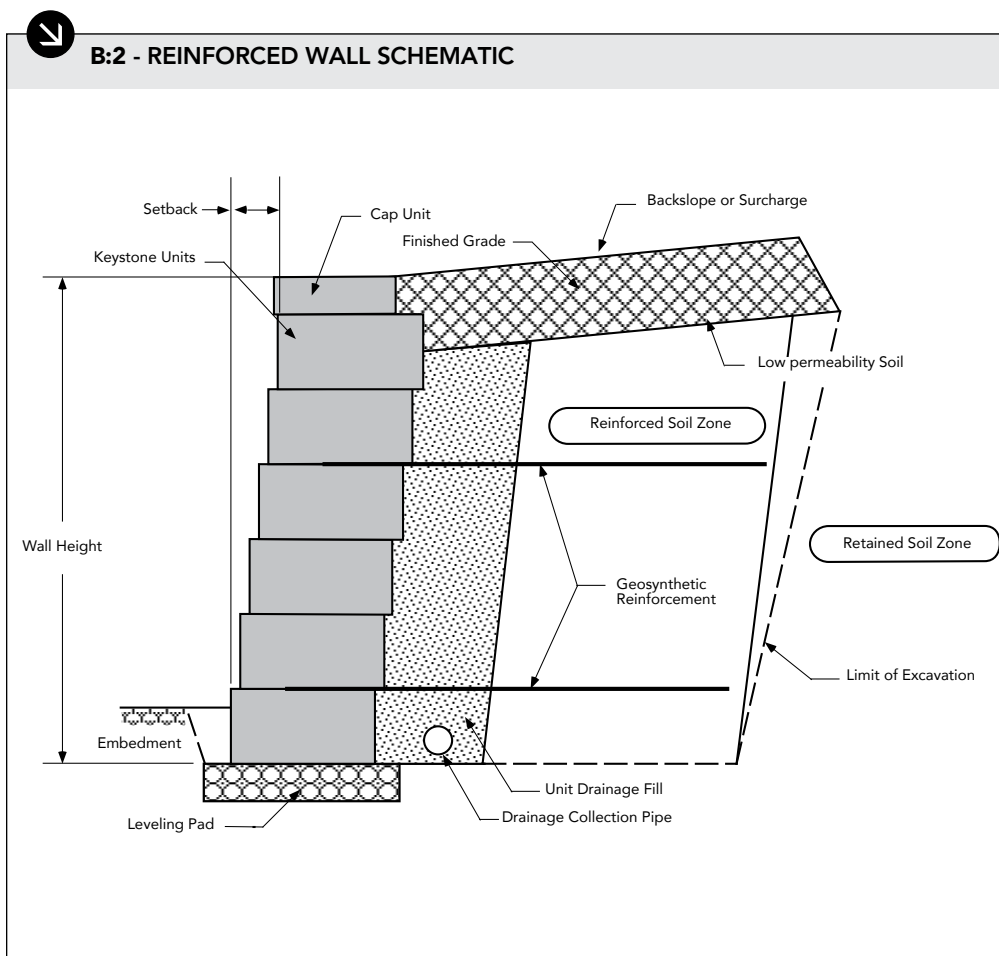 B:2 - REINFORCED WALL SCHEMATIC
Backslope or Surcharge
Setback
Cap Unit
Finished Grade
Keystone Units
Low permeability Soil
Reinforced Soil Zone
Wall Height
Retained Soil Zone
Geosynthetic
Reinforcement
Limit of Excavation
Embedment
Unit Drainage Fill
Drainage Collection Pipe
Leveling Pad